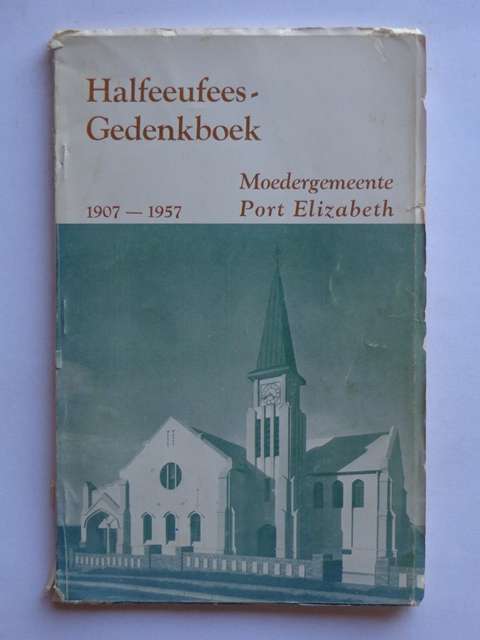 Halfeeufees-
Gedenkboek
Moedergemeente
1907 — 1957 Port Elizabeth